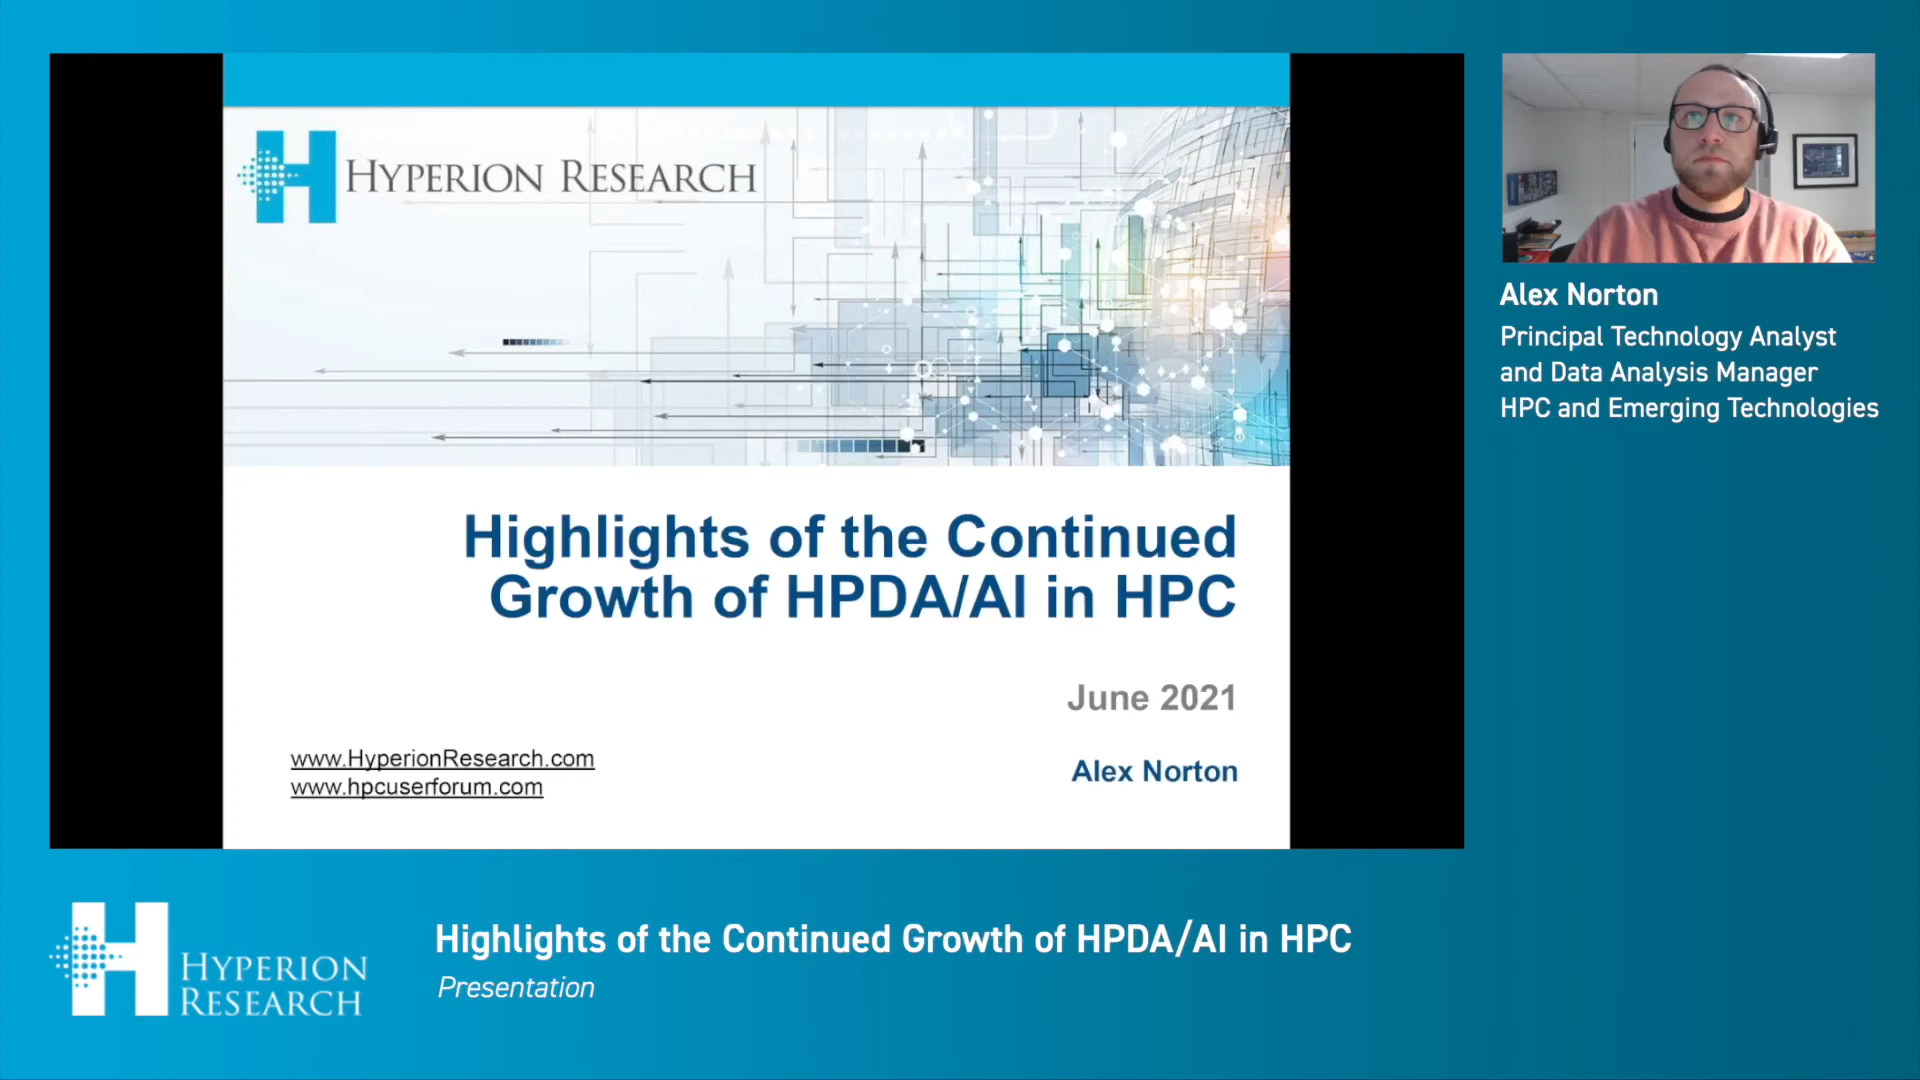 HYPERION RESEARCH
Highlights of the Continued
Growth of HPDA/AI in HPC
June 2021
www.HyperionResearch.com
www.hpcuserforum.com
Alex Norton
Alex Norton
Principal Technology Analyst
and Data Analysis Manager
HPC and Emerging Technologies
HYPERION
RESEARCH
Highlights of the Continued Growth of HPDA/AI in HPC
Presentation